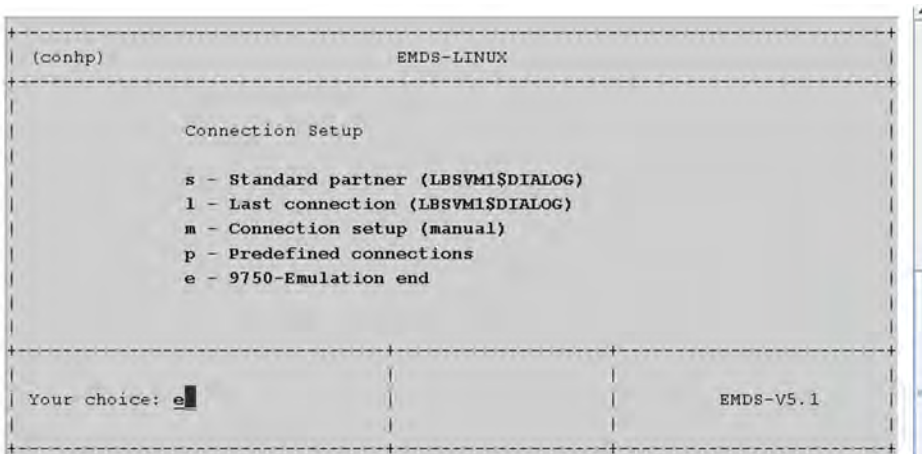 (conhp) EMDS-LINUX
Connection Setup
s - Standard partner (LBSVM1$DIALOG)
l - Last connection (LBSVM1$DIALOG)
m - Connection setup (manual)
p - Predefined connections
e - 9750-Emulation end
Your choice: e EMDS-V5.1